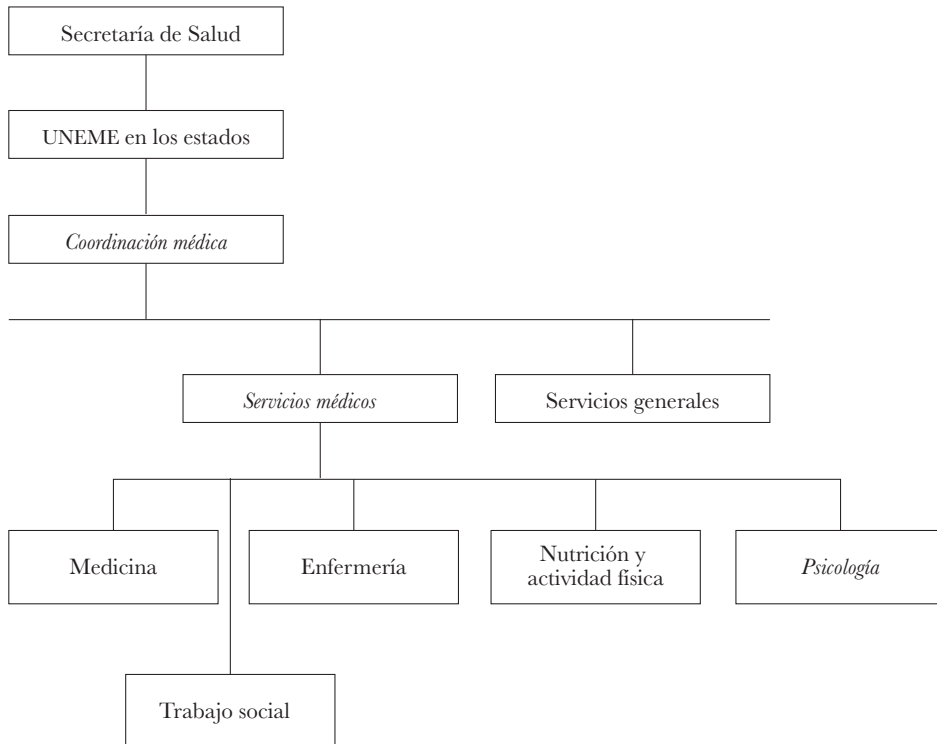 Secretaría de Salud
UNEME en los estados
Coordinación médica
Servicios médicos
Servicios generales
Medicina
Enfermería
Nutrición y
actividad física
Psicología
Trabajo social